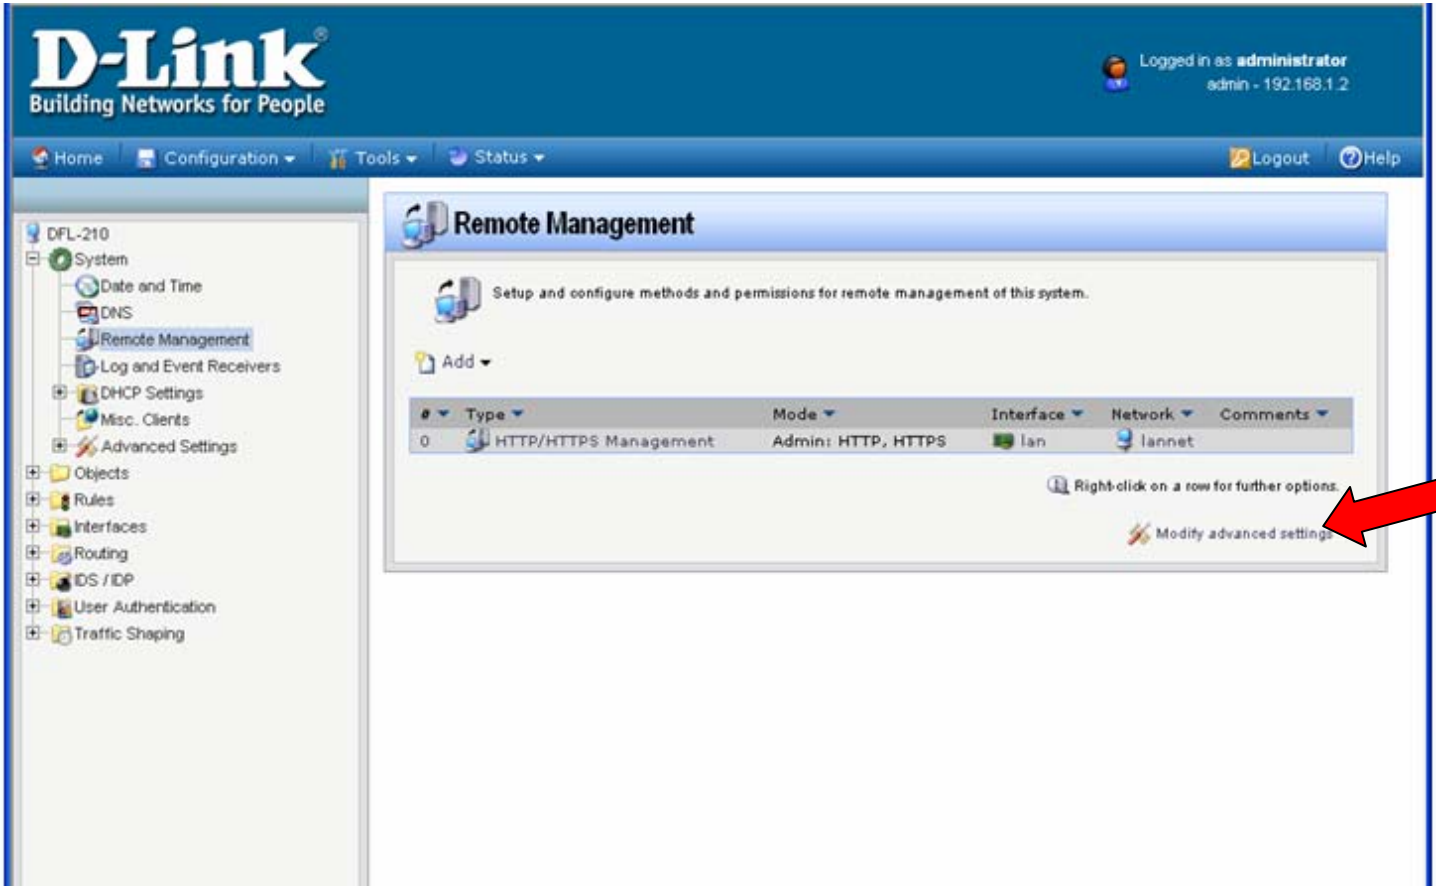 D-Link®
Building Networks for People
Logged in as administrator
admin - 192.168.1.2
Home Configuration Tools Status Logout Help
DFL-210
System
Date and Time
DNS
Remote Management
Log and Event Receivers
DHCP Settings
Misc. Clients
Advanced Settings
Objects
Rules
Interfaces
Routing
IDS / IDP
User Authentication
Traffic Shaping
Remote Management
Setup and configure methods and permissions for remote management of this system.
Add
# Type Mode Interface Network Comments
0 HTTP/HTTPS Management Admin: HTTP, HTTPS lan lannet
Right-click on a row for further options.
Modify advanced settings